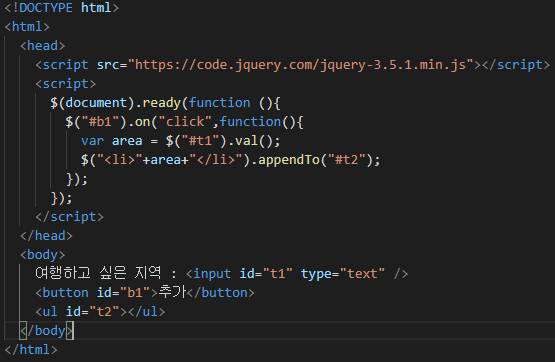 <!DOCTYPE html>
<html>
  <head>
    <script src="https://code.jquery.com/jquery-3.5.1.min.js"></script>
    <script>
      $(document).ready(function (){
        $("#b1").on("click",function(){
          var area = $("#t1").val();
          $("<li>"+area+"</li>").appendTo("#t2");
        });
      });
    </script>
  </head>
  <body>
    여행하고 싶은 지역 : <input id="t1" type="text" />
    <button id="b1">추가</button>
    <ul id="t2"></ul>
  </body>
</html>